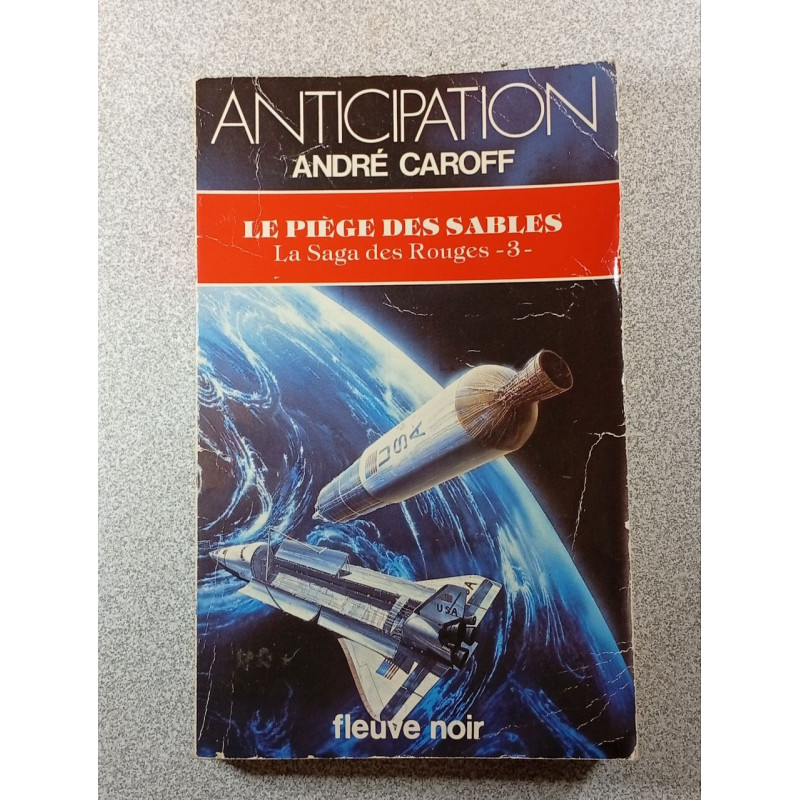 ANTICIPATION
ANDRÉ CAROFF
LE PIÈGE DES SABLES
La Saga des Rouges -3-
USA
USA
fleuve noir